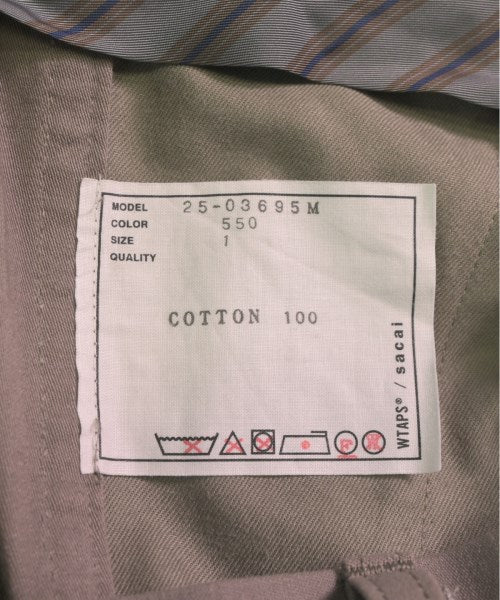 MODEL 25-03695M
COLOR 550
SIZE 1
QUALITY
COTTON 100
WTAPS® / sacai